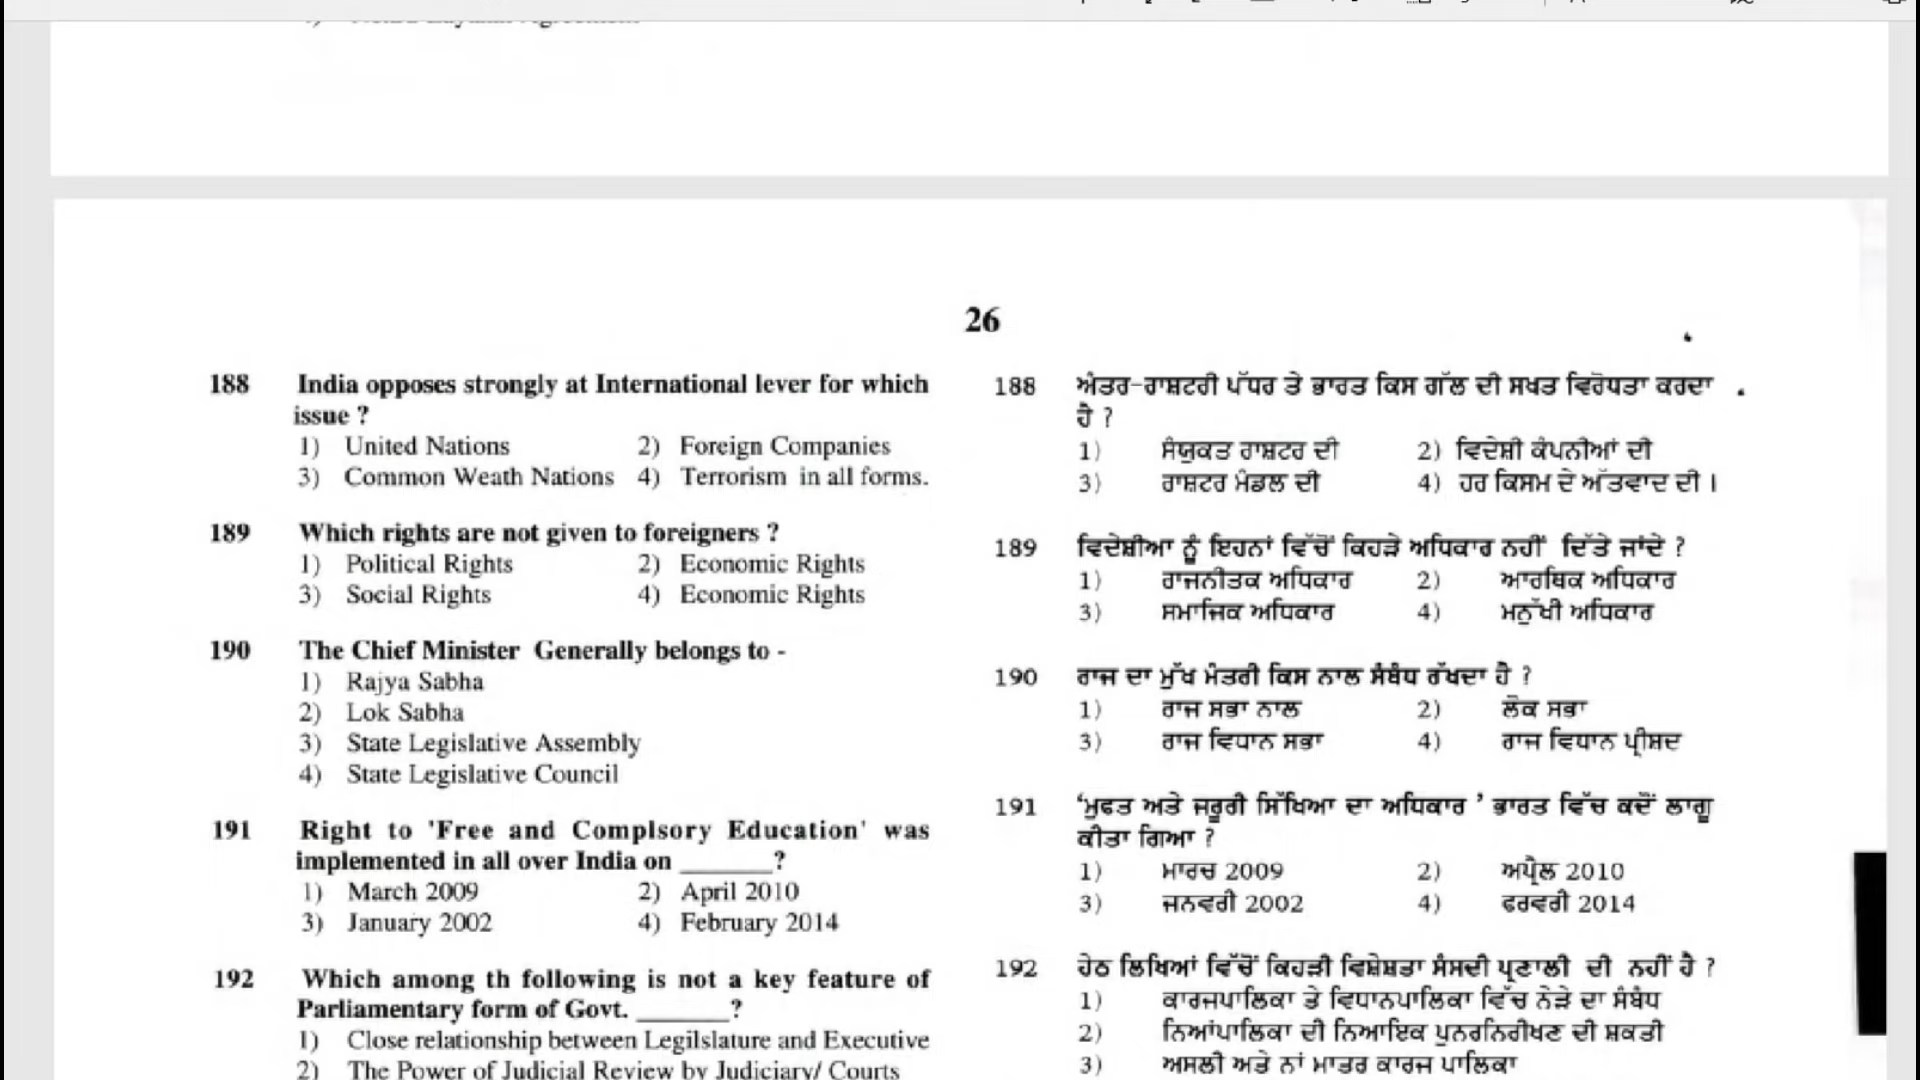 26
188 India opposes strongly at International lever for which
issue ?
1) United Nations 2) Foreign Companies
3) Common Weath Nations 4) Terrorism in all forms.
189 Which rights are not given to foreigners ?
1) Political Rights 2) Economic Rights
3) Social Rights 4) Economic Rights
190 The Chief Minister Generally belongs to -
1) Rajya Sabha
2) Lok Sabha
3) State Legislative Assembly
4) State Legislative Council
191 Right to 'Free and Complsory Education' was
implemented in all over India on _______?
1) March 2009 2) April 2010
3) January 2002 4) February 2014
192 Which among th following is not a key feature of
Parliamentary form of Govt. _______?
1) Close relationship between Legilslature and Executive
2) The Power of Judicial Review by Judiciary/ Courts
188 ਅੰਤਰ-ਰਾਸ਼ਟਰੀ ਪੱਧਰ ਤੇ ਭਾਰਤ ਕਿਸ ਗੱਲ ਦੀ ਸਖਤ ਵਿਰੋਧਤਾ ਕਰਦਾ
ਹੈ ?
1) ਸੰਯੁਕਤ ਰਾਸ਼ਟਰ ਦੀ 2) ਵਿਦੇਸ਼ੀ ਕੰਪਨੀਆਂ ਦੀ
3) ਰਾਸ਼ਟਰ ਮੰਡਲ ਦੀ 4) ਹਰ ਕਿਸਮ ਦੇ ਅੱਤਵਾਦ ਦੀ ।
189 ਵਿਦੇਸ਼ੀਆ ਨੂੰ ਇਹਨਾਂ ਵਿੱਚੋਂ ਕਿਹੜੇ ਅਧਿਕਾਰ ਨਹੀਂ ਦਿੱਤੇ ਜਾਂਦੇ ?
1) ਰਾਜਨੀਤਕ ਅਧਿਕਾਰ 2) ਆਰਥਿਕ ਅਧਿਕਾਰ
3) ਸਮਾਜਿਕ ਅਧਿਕਾਰ 4) ਮਨੁੱਖੀ ਅਧਿਕਾਰ
190 ਰਾਜ ਦਾ ਮੁੱਖ ਮੰਤਰੀ ਕਿਸ ਨਾਲ ਸੰਬੰਧ ਰੱਖਦਾ ਹੈ ?
1) ਰਾਜ ਸਭਾ ਨਾਲ 2) ਲੋਕ ਸਭਾ
3) ਰਾਜ ਵਿਧਾਨ ਸਭਾ 4) ਰਾਜ ਵਿਧਾਨ ਪ੍ਰੀਸ਼ਦ
191 'ਮੁਫਤ ਅਤੇ ਜਰੂਰੀ ਸਿੱਖਿਆ ਦਾ ਅਧਿਕਾਰ ' ਭਾਰਤ ਵਿੱਚ ਕਦੋਂ ਲਾਗੂ
ਕੀਤਾ ਗਿਆ ?
1) ਮਾਰਚ 2009 2) ਅਪ੍ਰੈਲ 2010
3) ਜਨਵਰੀ 2002 4) ਫਰਵਰੀ 2014
192 ਹੇਠ ਲਿਖਿਆਂ ਵਿੱਚੋਂ ਕਿਹੜੀ ਵਿਸ਼ੇਸ਼ਤਾ ਸੰਸਦੀ ਪ੍ਰਣਾਲੀ ਦੀ ਨਹੀਂ ਹੈ ?
1) ਕਾਰਜਪਾਲਿਕਾ ਤੇ ਵਿਧਾਨਪਾਲਿਕਾ ਵਿੱਚ ਨੇੜੇ ਦਾ ਸੰਬੰਧ
2) ਨਿਆਂਪਾਲਿਕਾ ਦੀ ਨਿਆਇਕ ਪੁਨਰਨਿਰੀਖਣ ਦੀ ਸ਼ਕਤੀ
3) ਅਸਲੀ ਅਤੇ ਨਾਂ ਮਾਤਰ ਕਾਰਜ ਪਾਲਿਕਾ